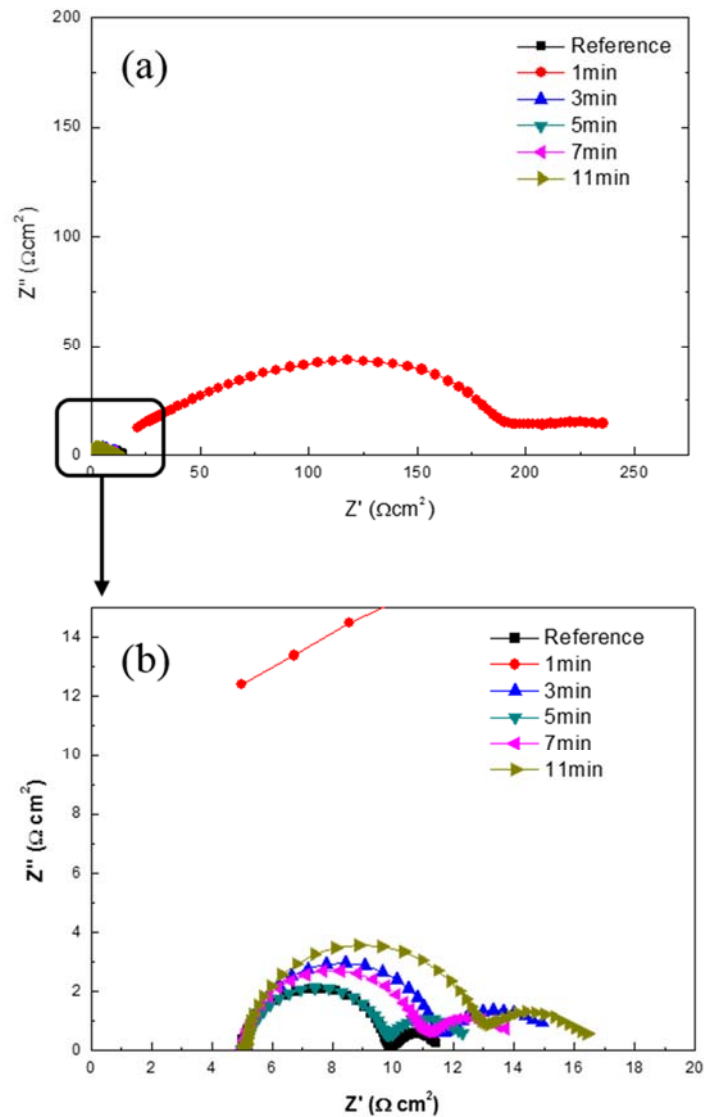 200
150
100
50
0
(a)
Reference
1min
3min
5min
7min
11min
Z'' (Ωcm²)
0 50 100 150 200 250
Z' (Ωcm²)
14
12
10
8
6
4
2
0
(b)
Reference
1min
3min
5min
7min
11min
Z'' (Ω cm²)
0 2 4 6 8 10 12 14 16 18 20
Z' (Ω cm²)